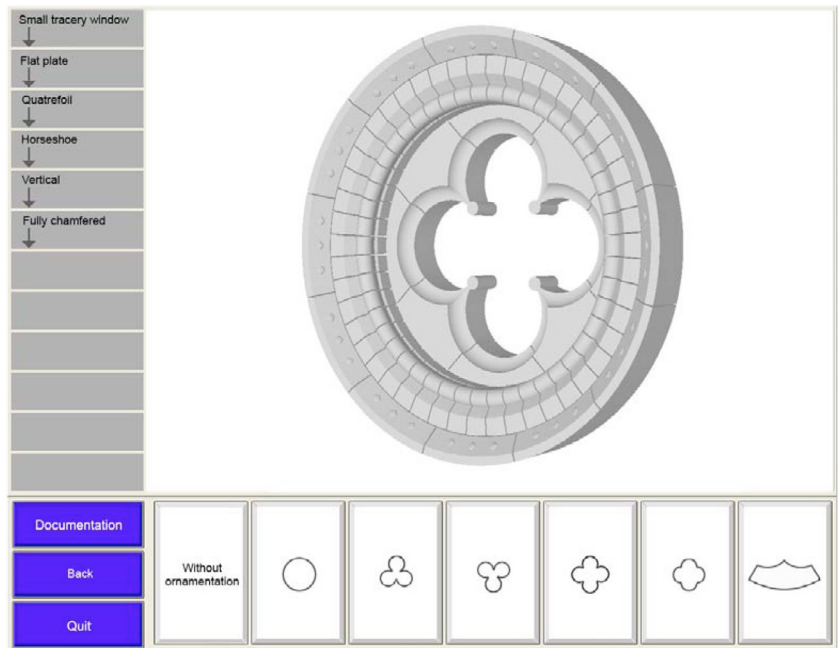 Small tracery window
Flat plate
Quatrefoil
Horseshoe
Vertical
Fully chamfered
Documentation
Back
Quit
Without
ornamentation